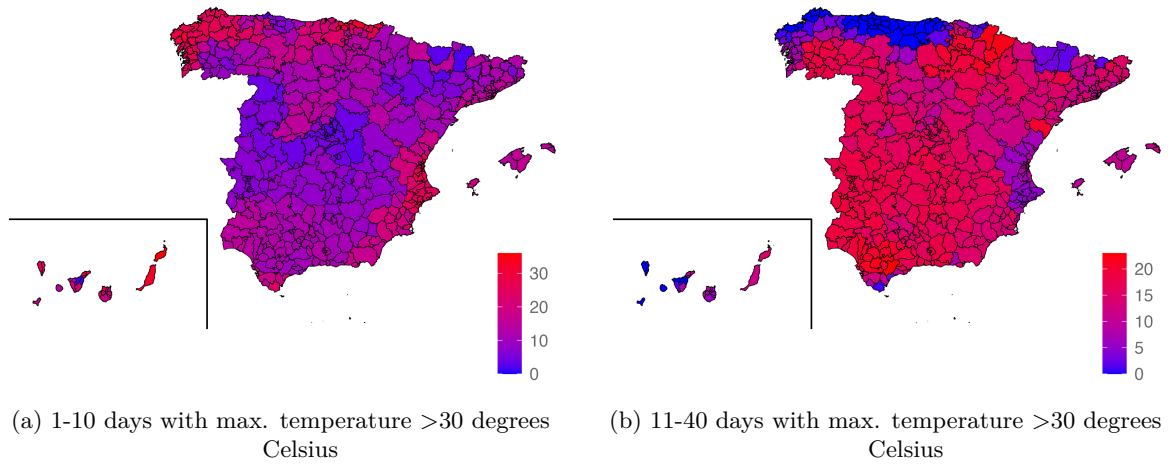 30
20
10
0
20
15
10
5
0
(a) 1-10 days with max. temperature >30 degrees
Celsius
(b) 11-40 days with max. temperature >30 degrees
Celsius